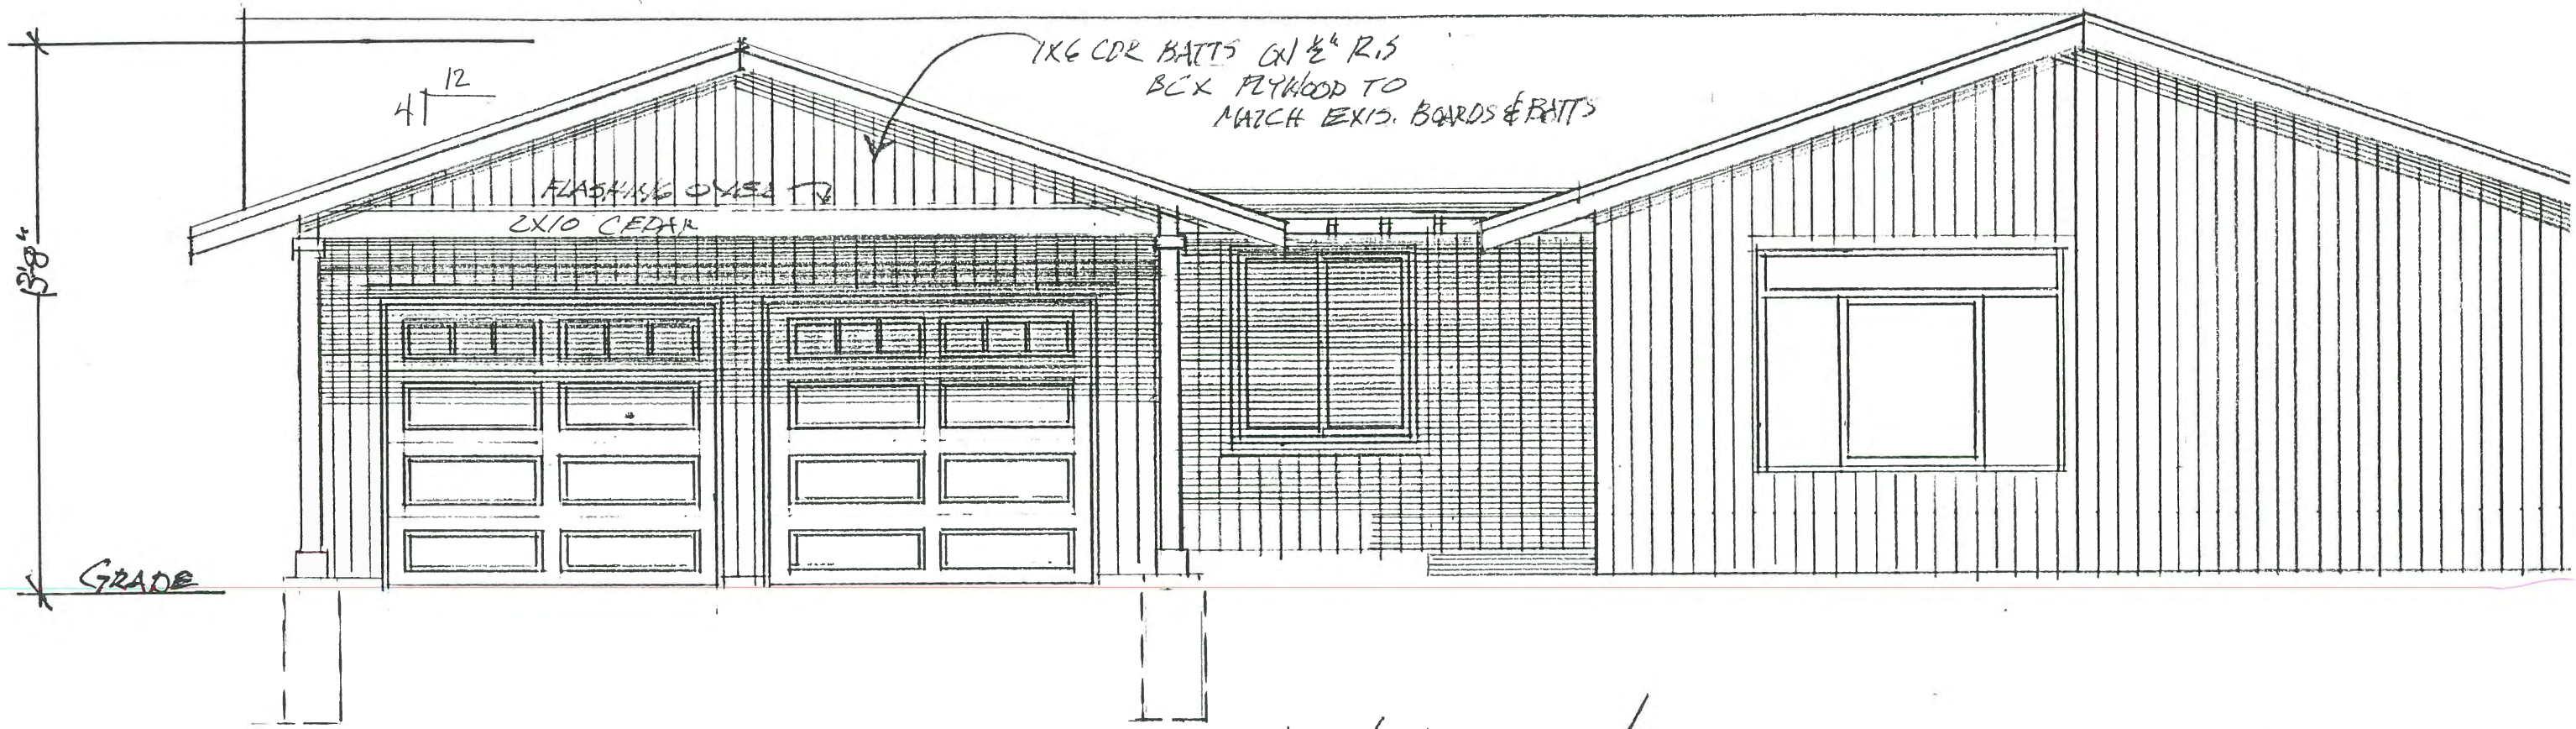 1X6 CDR BATTS ON ½" R.S
BCX PLYWOOD TO
MATCH EXIS. BOARDS & BATTS
12
4
FLASHING OVER
2X10 CEDAR
13'8"
GRADE